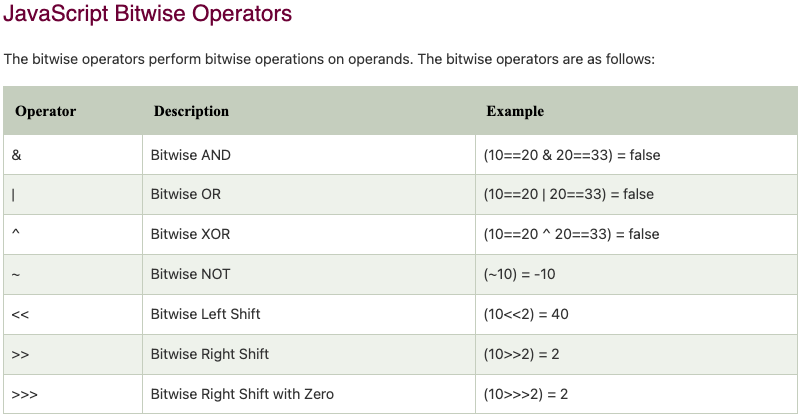 JavaScript Bitwise Operators
The bitwise operators perform bitwise operations on operands. The bitwise operators are as follows:
Operator Description Example
& Bitwise AND (10==20 & 20==33) = false
| Bitwise OR (10==20 | 20==33) = false
^ Bitwise XOR (10==20 ^ 20==33) = false
~ Bitwise NOT (~10) = -10
<< Bitwise Left Shift (10<<2) = 40
>> Bitwise Right Shift (10>>2) = 2
>>> Bitwise Right Shift with Zero (10>>>2) = 2